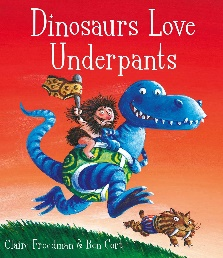 Dinosaurs Love
Underpants
Claire Freedman & Ben Cort